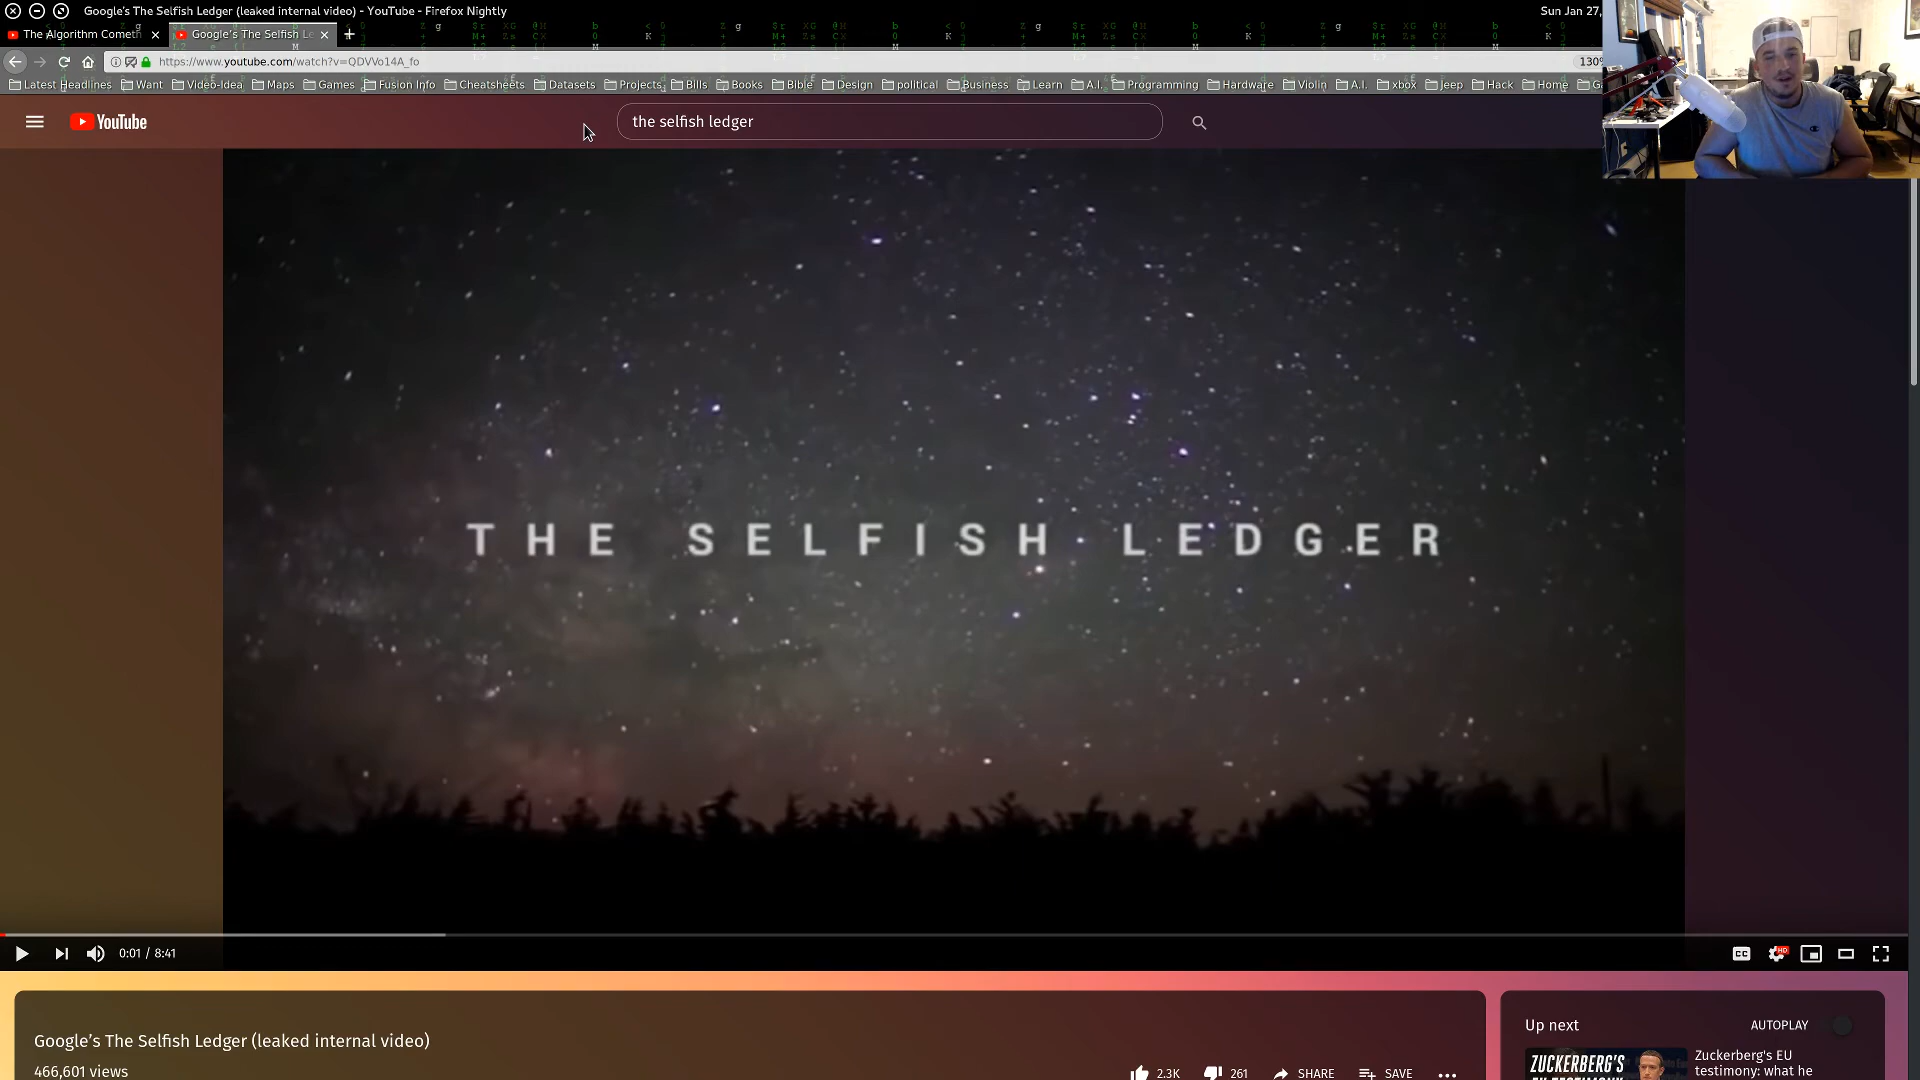 Google's The Selfish Ledger (leaked internal video) - YouTube - Firefox Nightly
Sun Jan 27,
The Algorithm Cometh
Google's The Selfish Le
https://www.youtube.com/watch?v=QDVVo14A_fo
130%
Latest Headlines Want Video-Idea Maps Games Fusion Info Cheatsheets Datasets Projects Bills Books Bible Design political Business Learn A.I. Programming Hardware Violin A.I. xbox Jeep Hack Home
YouTube
the selfish ledger
THE SELFISH LEDGER
0:01 / 8:41
CC
HD
Google’s The Selfish Ledger (leaked internal video)
466,601 views
2.3K 261 SHARE SAVE
Up next
AUTOPLAY
ZUCKERBERG'S
Zuckerberg's EU
testimony: what he